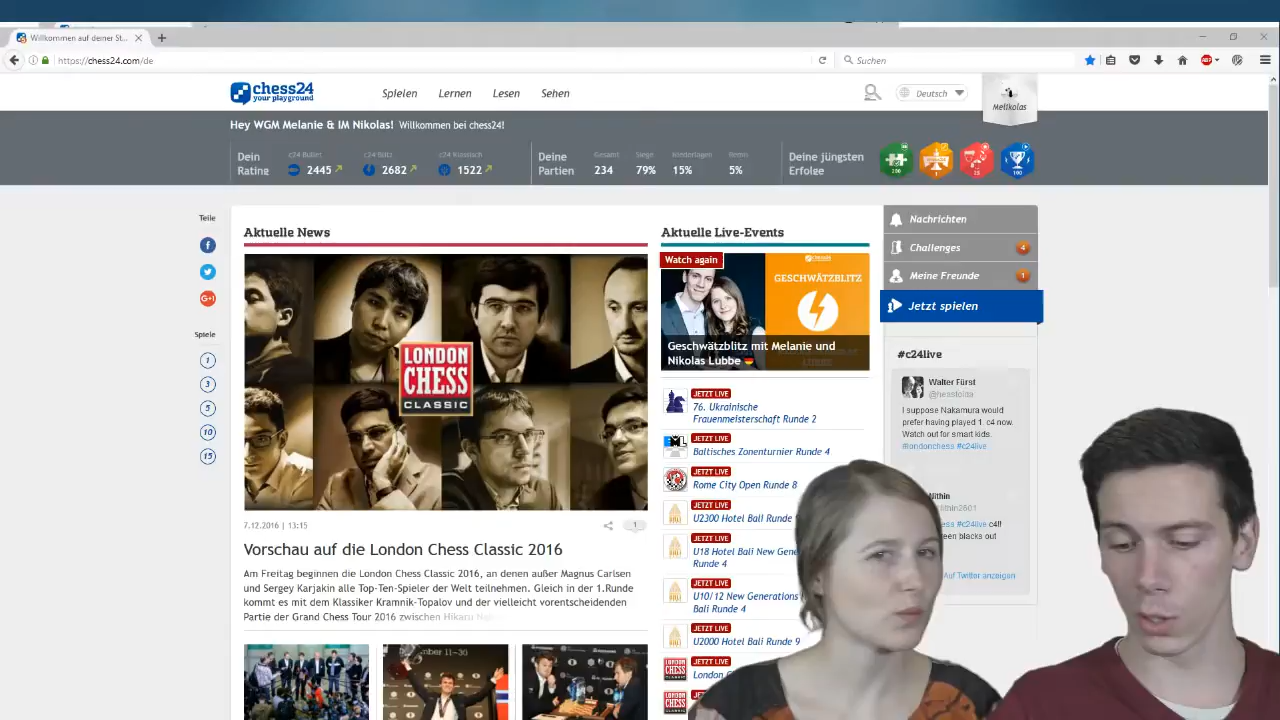 Willkommen auf deiner St...
https://chess24.com/de
Suchen
chess24
your playground
Spielen Lernen Lesen Sehen
Deutsch
Melikolas
Hey WGM Melanie & IM Nikolas! Willkommen bei chess24!
Dein Rating
c24 Bullet c24 Blitz c24 Klassisch
2445 2682 1522
Deine Partien
Gesamt Siege Niederlagen Remis
234 79% 15% 5%
Deine jüngsten Erfolge
Teile
Spiele
1
3
5
10
15
Aktuelle News
LONDON
CHESS
CLASSIC
7.12.2016 | 13:15
1
Vorschau auf die London Chess Classic 2016
Am Freitag beginnen die London Chess Classic 2016, an denen außer Magnus Carlsen
und Sergey Karjakin alle Top-Ten-Spieler der Welt teilnehmen. Gleich in der 1.Runde
kommt es mit dem Klassiker Kramnik-Topalov und der vielleicht vorentscheidenden
Partie der Grand Chess Tour 2016 zwischen Hikaru
Aktuelle Live-Events
Watch again
GESCHWÄTZBLITZ
Geschwätzblitz mit Melanie und
Nikolas Lubbe
JETZT LIVE
76. Ukrainische
Frauenmeisterschaft Runde 2
JETZT LIVE
Baltisches Zonenturnier Runde 4
JETZT LIVE
Rome City Open Runde 8
JETZT LIVE
U2300 Hotel Bali Runde
JETZT LIVE
U18 Hotel Bali New Gene
Runde 4
JETZT LIVE
U10/12 New Generations
Bali Runde 4
JETZT LIVE
U2000 Hotel Bali Runde 9
JETZT LIVE
JETZT LIVE
Nachrichten
Challenges 4
Meine Freunde 1
Jetzt spielen
#c24live
Walter Fürst
I suppose Nakamura would
prefer having played 1. c4 now.
Watch out for smart kids.
#londonchess #c24live
#c24live
een blacks out
Auf Twitter anzeigen